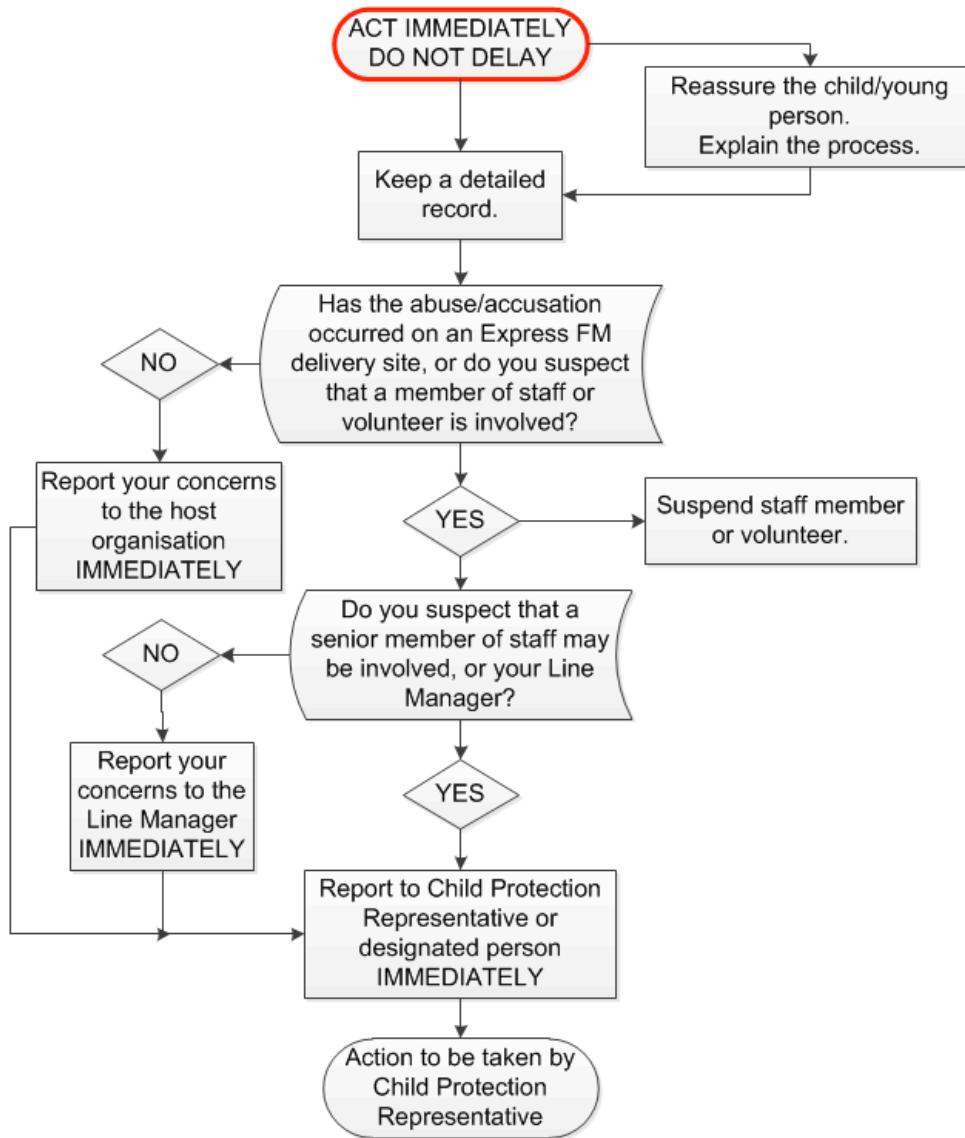 ACT IMMEDIATELY
DO NOT DELAY
Reassure the child/young
person.
Explain the process.
Keep a detailed
record.
Has the abuse/accusation
occurred on an Express FM
delivery site, or do you suspect
that a member of staff or
volunteer is involved?
NO
Report your concerns
to the host
organisation
IMMEDIATELY
YES
Suspend staff member
or volunteer.
Do you suspect that a
senior member of staff may
be involved, or your Line
Manager?
NO
Report your
concerns to the
Line Manager
IMMEDIATELY
YES
Report to Child Protection
Representative or
designated person
IMMEDIATELY
Action to be taken by
Child Protection
Representative